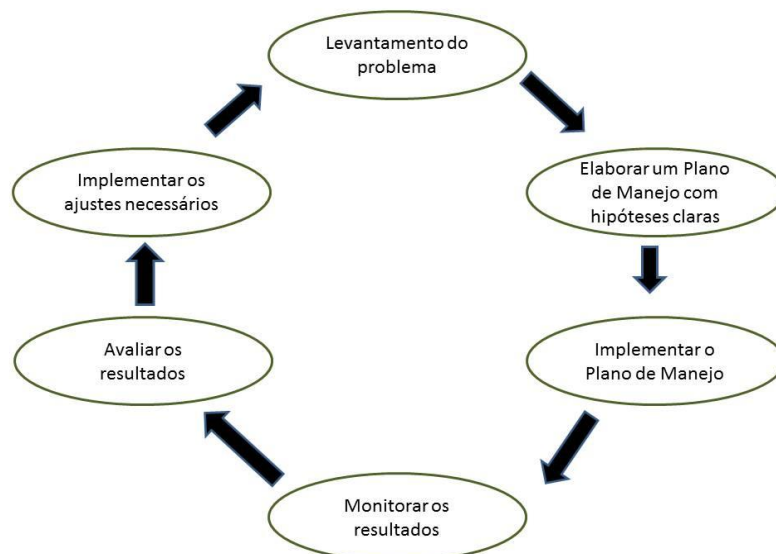 Levantamento do
problema
Elaborar um Plano
de Manejo com
hipóteses claras
Implementar o
Plano de Manejo
Monitorar os
resultados
Avaliar os
resultados
Implementar os
ajustes necessários